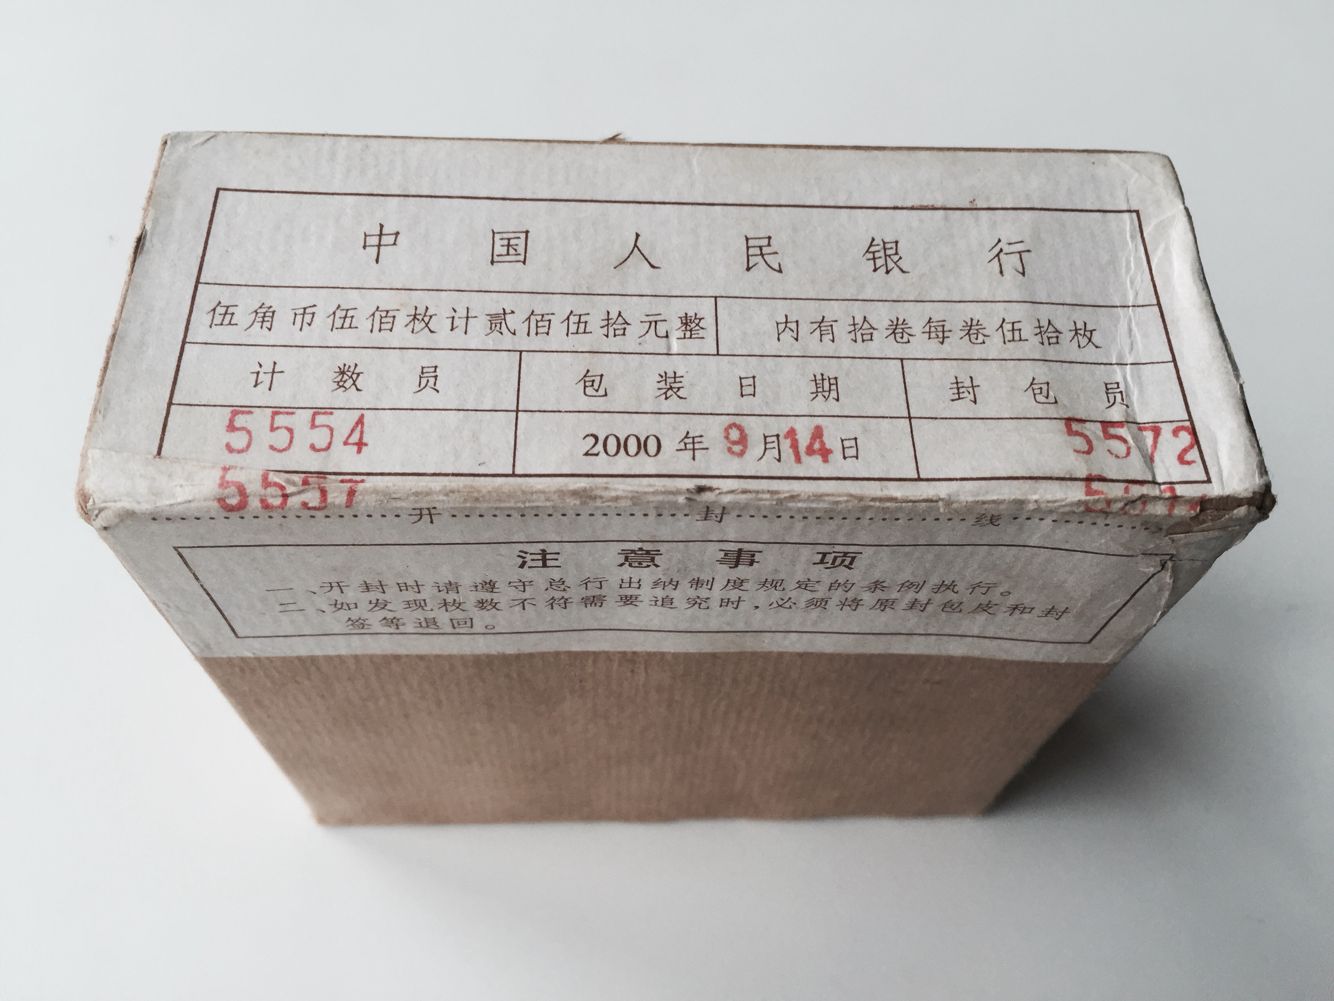 中国人民银行
伍角币伍佰枚计贰佰伍拾元整 内有拾卷每卷伍拾枚
计数员 包装日期 封包员
5554 2000年9月14日 5572
5557
开封线
注意事项
一、开封时请遵守总行出纳制度规定的条例执行。
二、如发现枚数不符需要追究时，必须将原封包皮和封
签等退回。